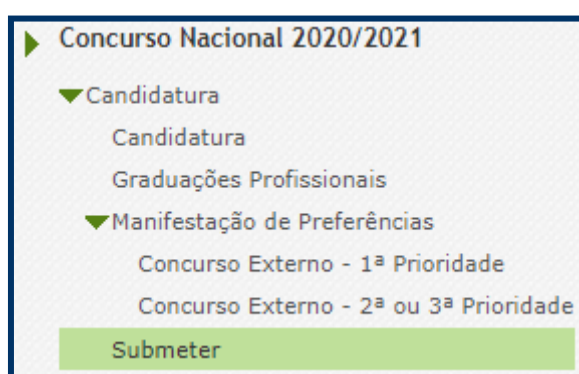 Concurso Nacional 2020/2021
Candidatura
Candidatura
Graduações Profissionais
Manifestação de Preferências
Concurso Externo - 1ª Prioridade
Concurso Externo - 2ª ou 3ª Prioridade
Submeter